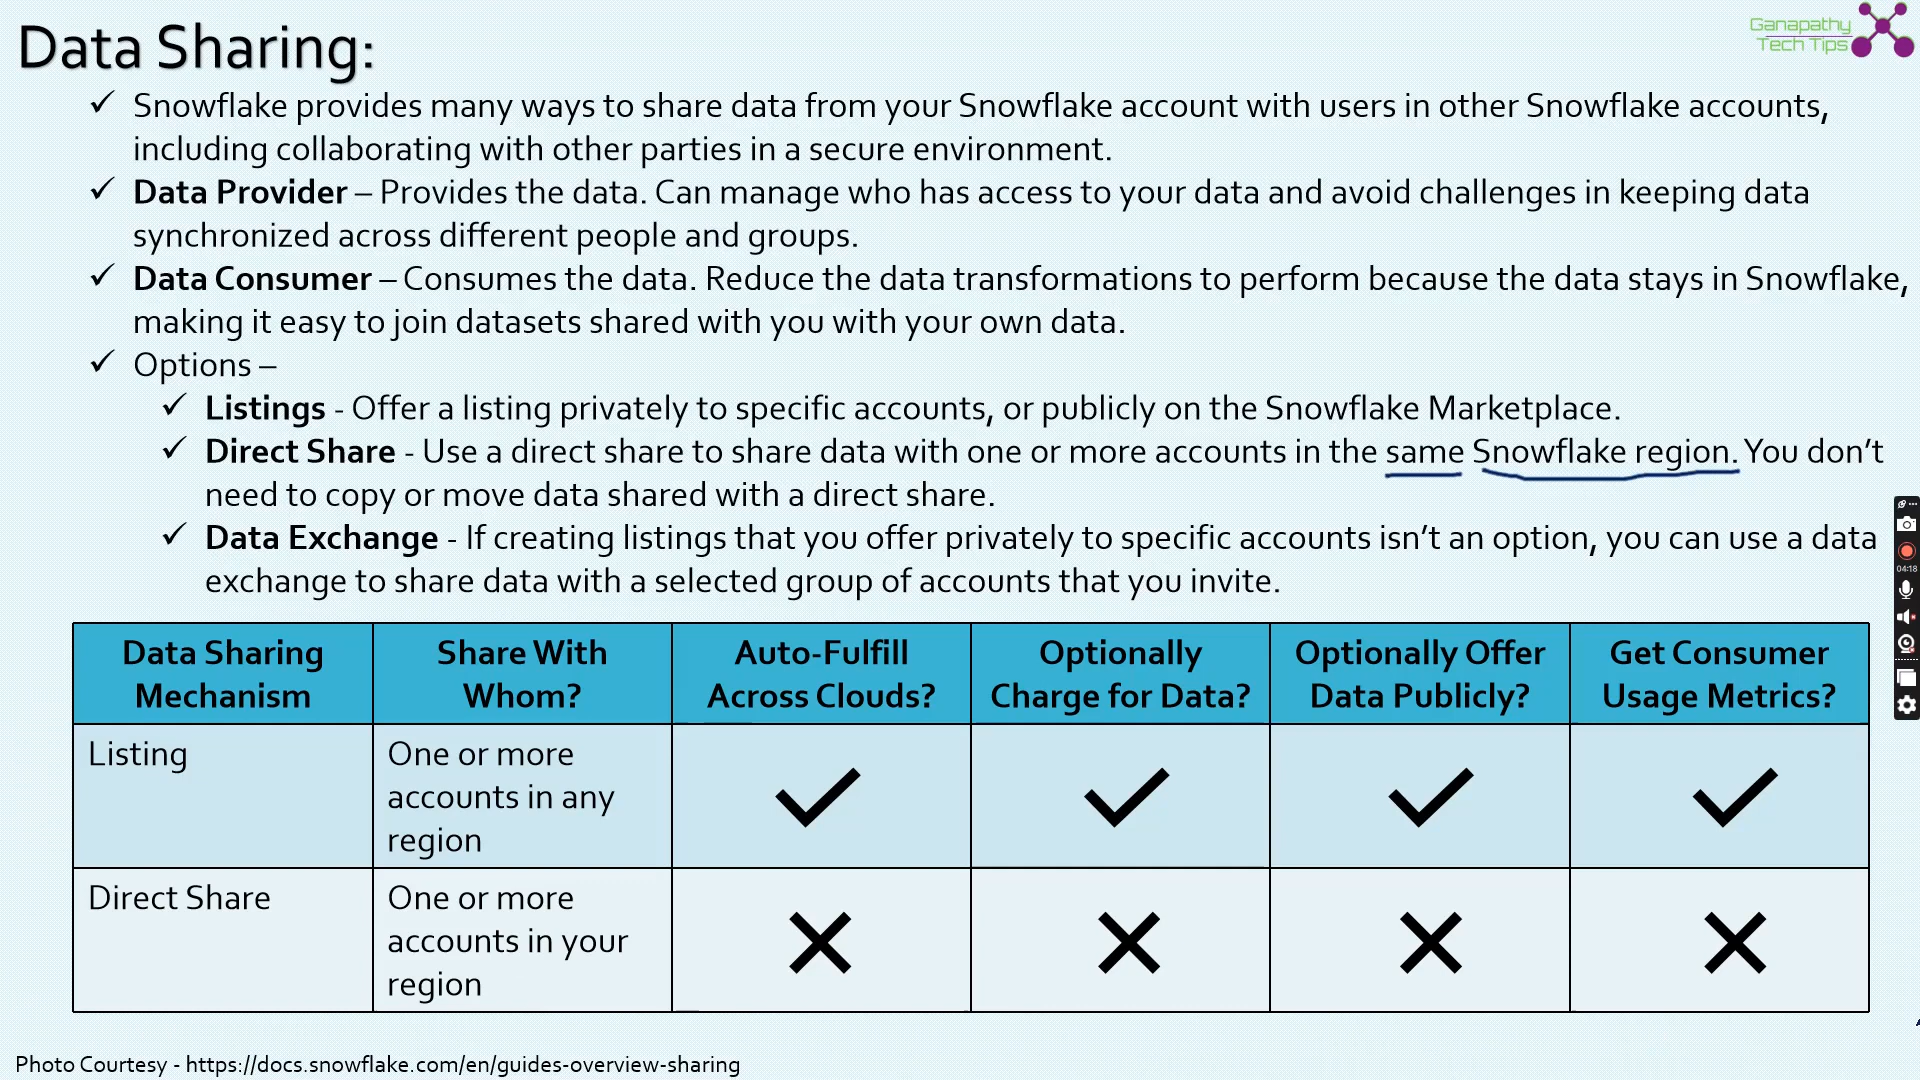 Data Sharing:
Ganapathy
Tech Tips
Snowflake provides many ways to share data from your Snowflake account with users in other Snowflake accounts,
including collaborating with other parties in a secure environment.
Data Provider – Provides the data. Can manage who has access to your data and avoid challenges in keeping data
synchronized across different people and groups.
Data Consumer – Consumes the data. Reduce the data transformations to perform because the data stays in Snowflake,
making it easy to join datasets shared with you with your own data.
Options –
Listings - Offer a listing privately to specific accounts, or publicly on the Snowflake Marketplace.
Direct Share - Use a direct share to share data with one or more accounts in the same Snowflake region. You don’t
need to copy or move data shared with a direct share.
Data Exchange - If creating listings that you offer privately to specific accounts isn’t an option, you can use a data
exchange to share data with a selected group of accounts that you invite.
04:18
Data Sharing
Mechanism
Share With
Whom?
Auto-Fulfill
Across Clouds?
Optionally
Charge for Data?
Optionally Offer
Data Publicly?
Get Consumer
Usage Metrics?
Listing
One or more
accounts in any
region
Direct Share
One or more
accounts in your
region
Photo Courtesy - https://docs.snowflake.com/en/guides-overview-sharing